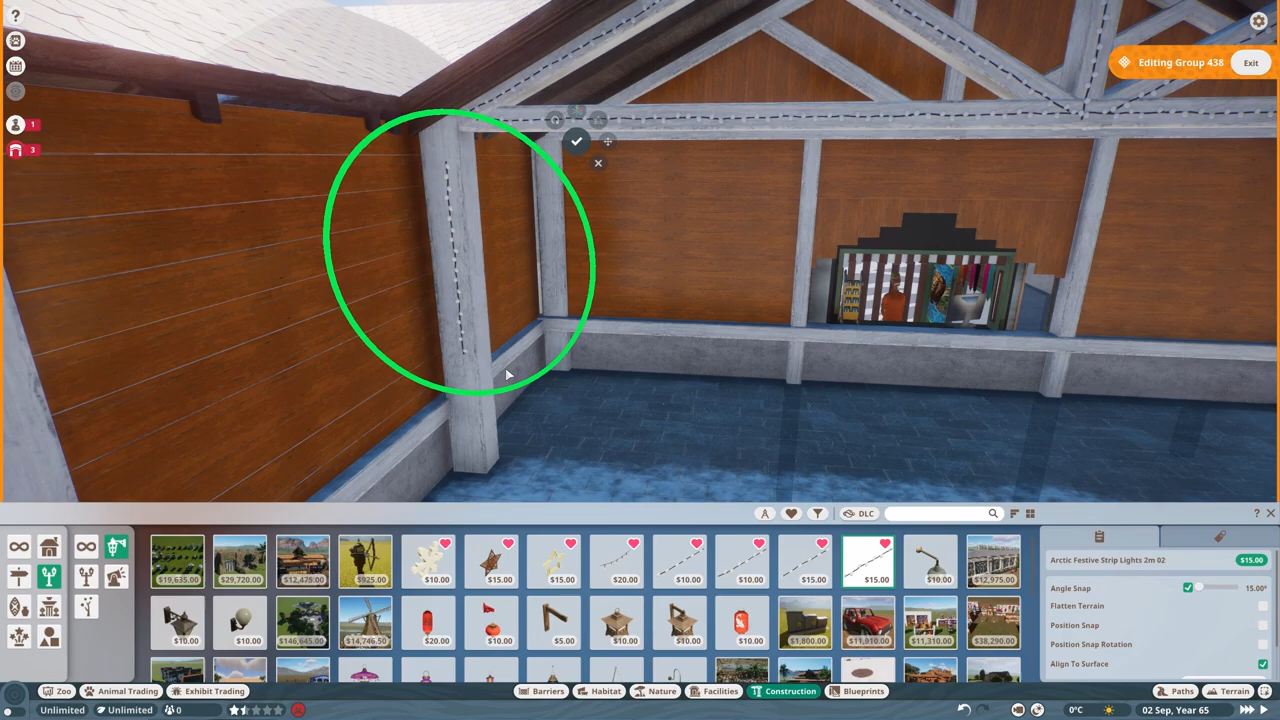 ?
Editing Group 438 Exit
1
3
DLC
? ×
$19,635.00 $29,720.00 $12,475.00 $925.00 $10.00 $15.00 $15.00 $20.00 $10.00 $10.00 $15.00 $15.00 $10.00 $12,975.00
$10.00 $10.00 $146,645.00 $14,746.50 $20.00 $10.00 $5.00 $10.00 $10.00 $10.00 $1,800.00 $11,910.00 $11,310.00 $38,290.00
Arctic Festive Strip Lights 2m 02 $15.00
Angle Snap 15.00°
Flatten Terrain
Position Snap
Position Snap Rotation
Align To Surface
Zoo Animal Trading Exhibit Trading Barriers Habitat Nature Facilities Construction Blueprints Paths Terrain
Unlimited Unlimited 0 0°C 02 Sep, Year 65